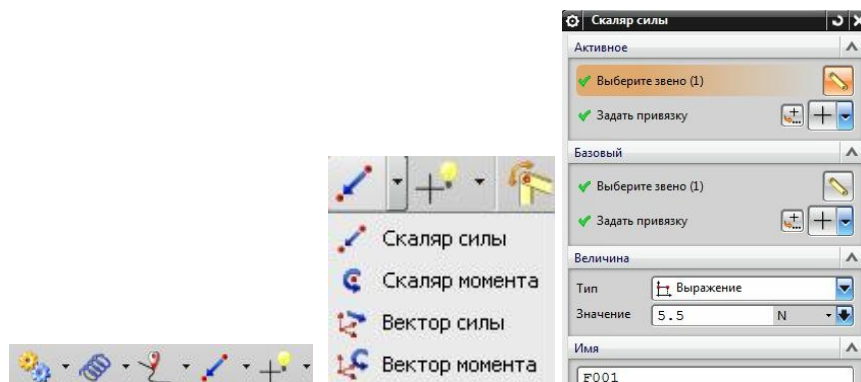 Скаляр силы
Скаляр момента
Вектор силы
Вектор момента
Скаляр силы
Активное
Выберите звено (1)
Задать привязку
Базовый
Выберите звено (1)
Задать привязку
Величина
Тип Выражение
Значение 5.5 N
Имя
F001